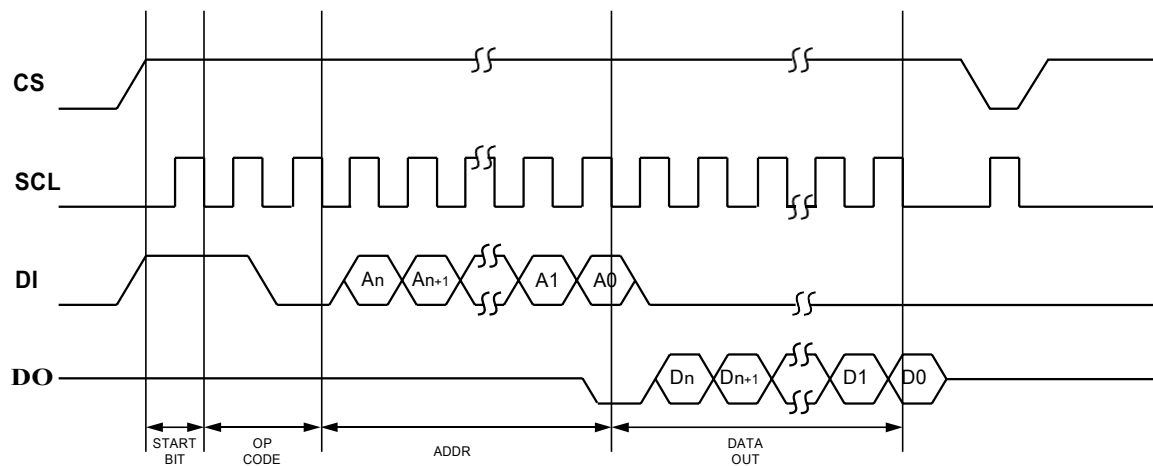 CS
SCL
DI
An An+1 A1 A0
DO
Dn Dn+1 D1 D0
START
BIT
OP
CODE
ADDR
DATA
OUT